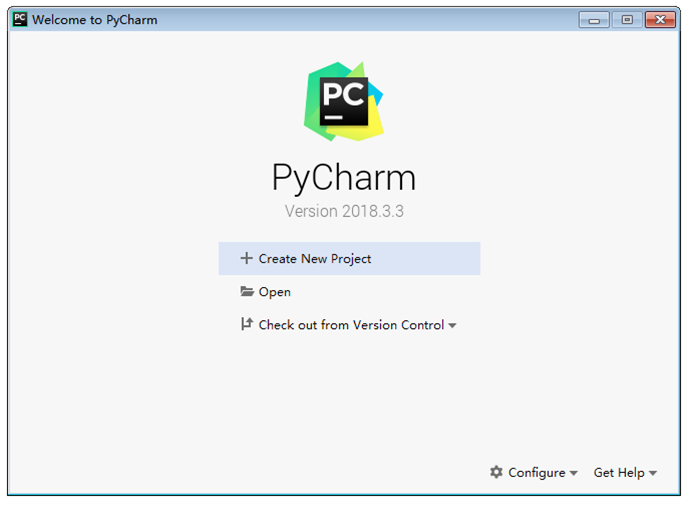 PC Welcome to PyCharm
PC
PyCharm
Version 2018.3.3
Create New Project
Open
Check out from Version Control
Configure Get Help